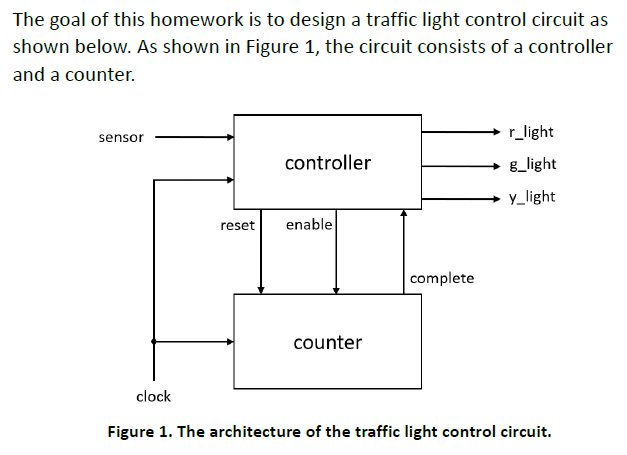 The goal of this homework is to design a traffic light control circuit as
shown below. As shown in Figure 1, the circuit consists of a controller
and a counter.
sensor
r_light
controller
g_light
y_light
reset
enable
complete
counter
clock
Figure 1. The architecture of the traffic light control circuit.